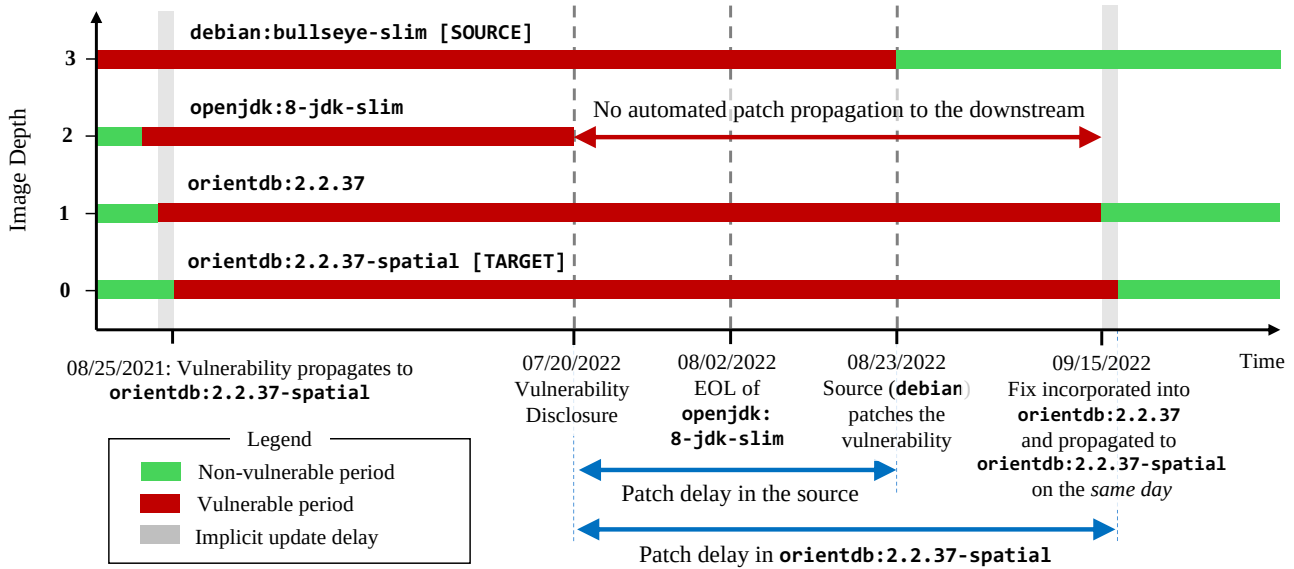 debian:bullseye-slim [SOURCE]
3
openjdk:8-jdk-slim
No automated patch propagation to the downstream
2
Image Depth
orientdb:2.2.37
1
orientdb:2.2.37-spatial [TARGET]
0
08/25/2021: Vulnerability propagates to
orientdb:2.2.37-spatial
07/20/2022
Vulnerability
Disclosure
08/02/2022
EOL of
openjdk:
8-jdk-slim
08/23/2022
Source (debian)
patches the
vulnerability
09/15/2022
Fix incorporated into
orientdb:2.2.37
and propagated to
orientdb:2.2.37-spatial
on the same day
Time
Legend
Non-vulnerable period
Vulnerable period
Implicit update delay
Patch delay in the source
Patch delay in orientdb:2.2.37-spatial